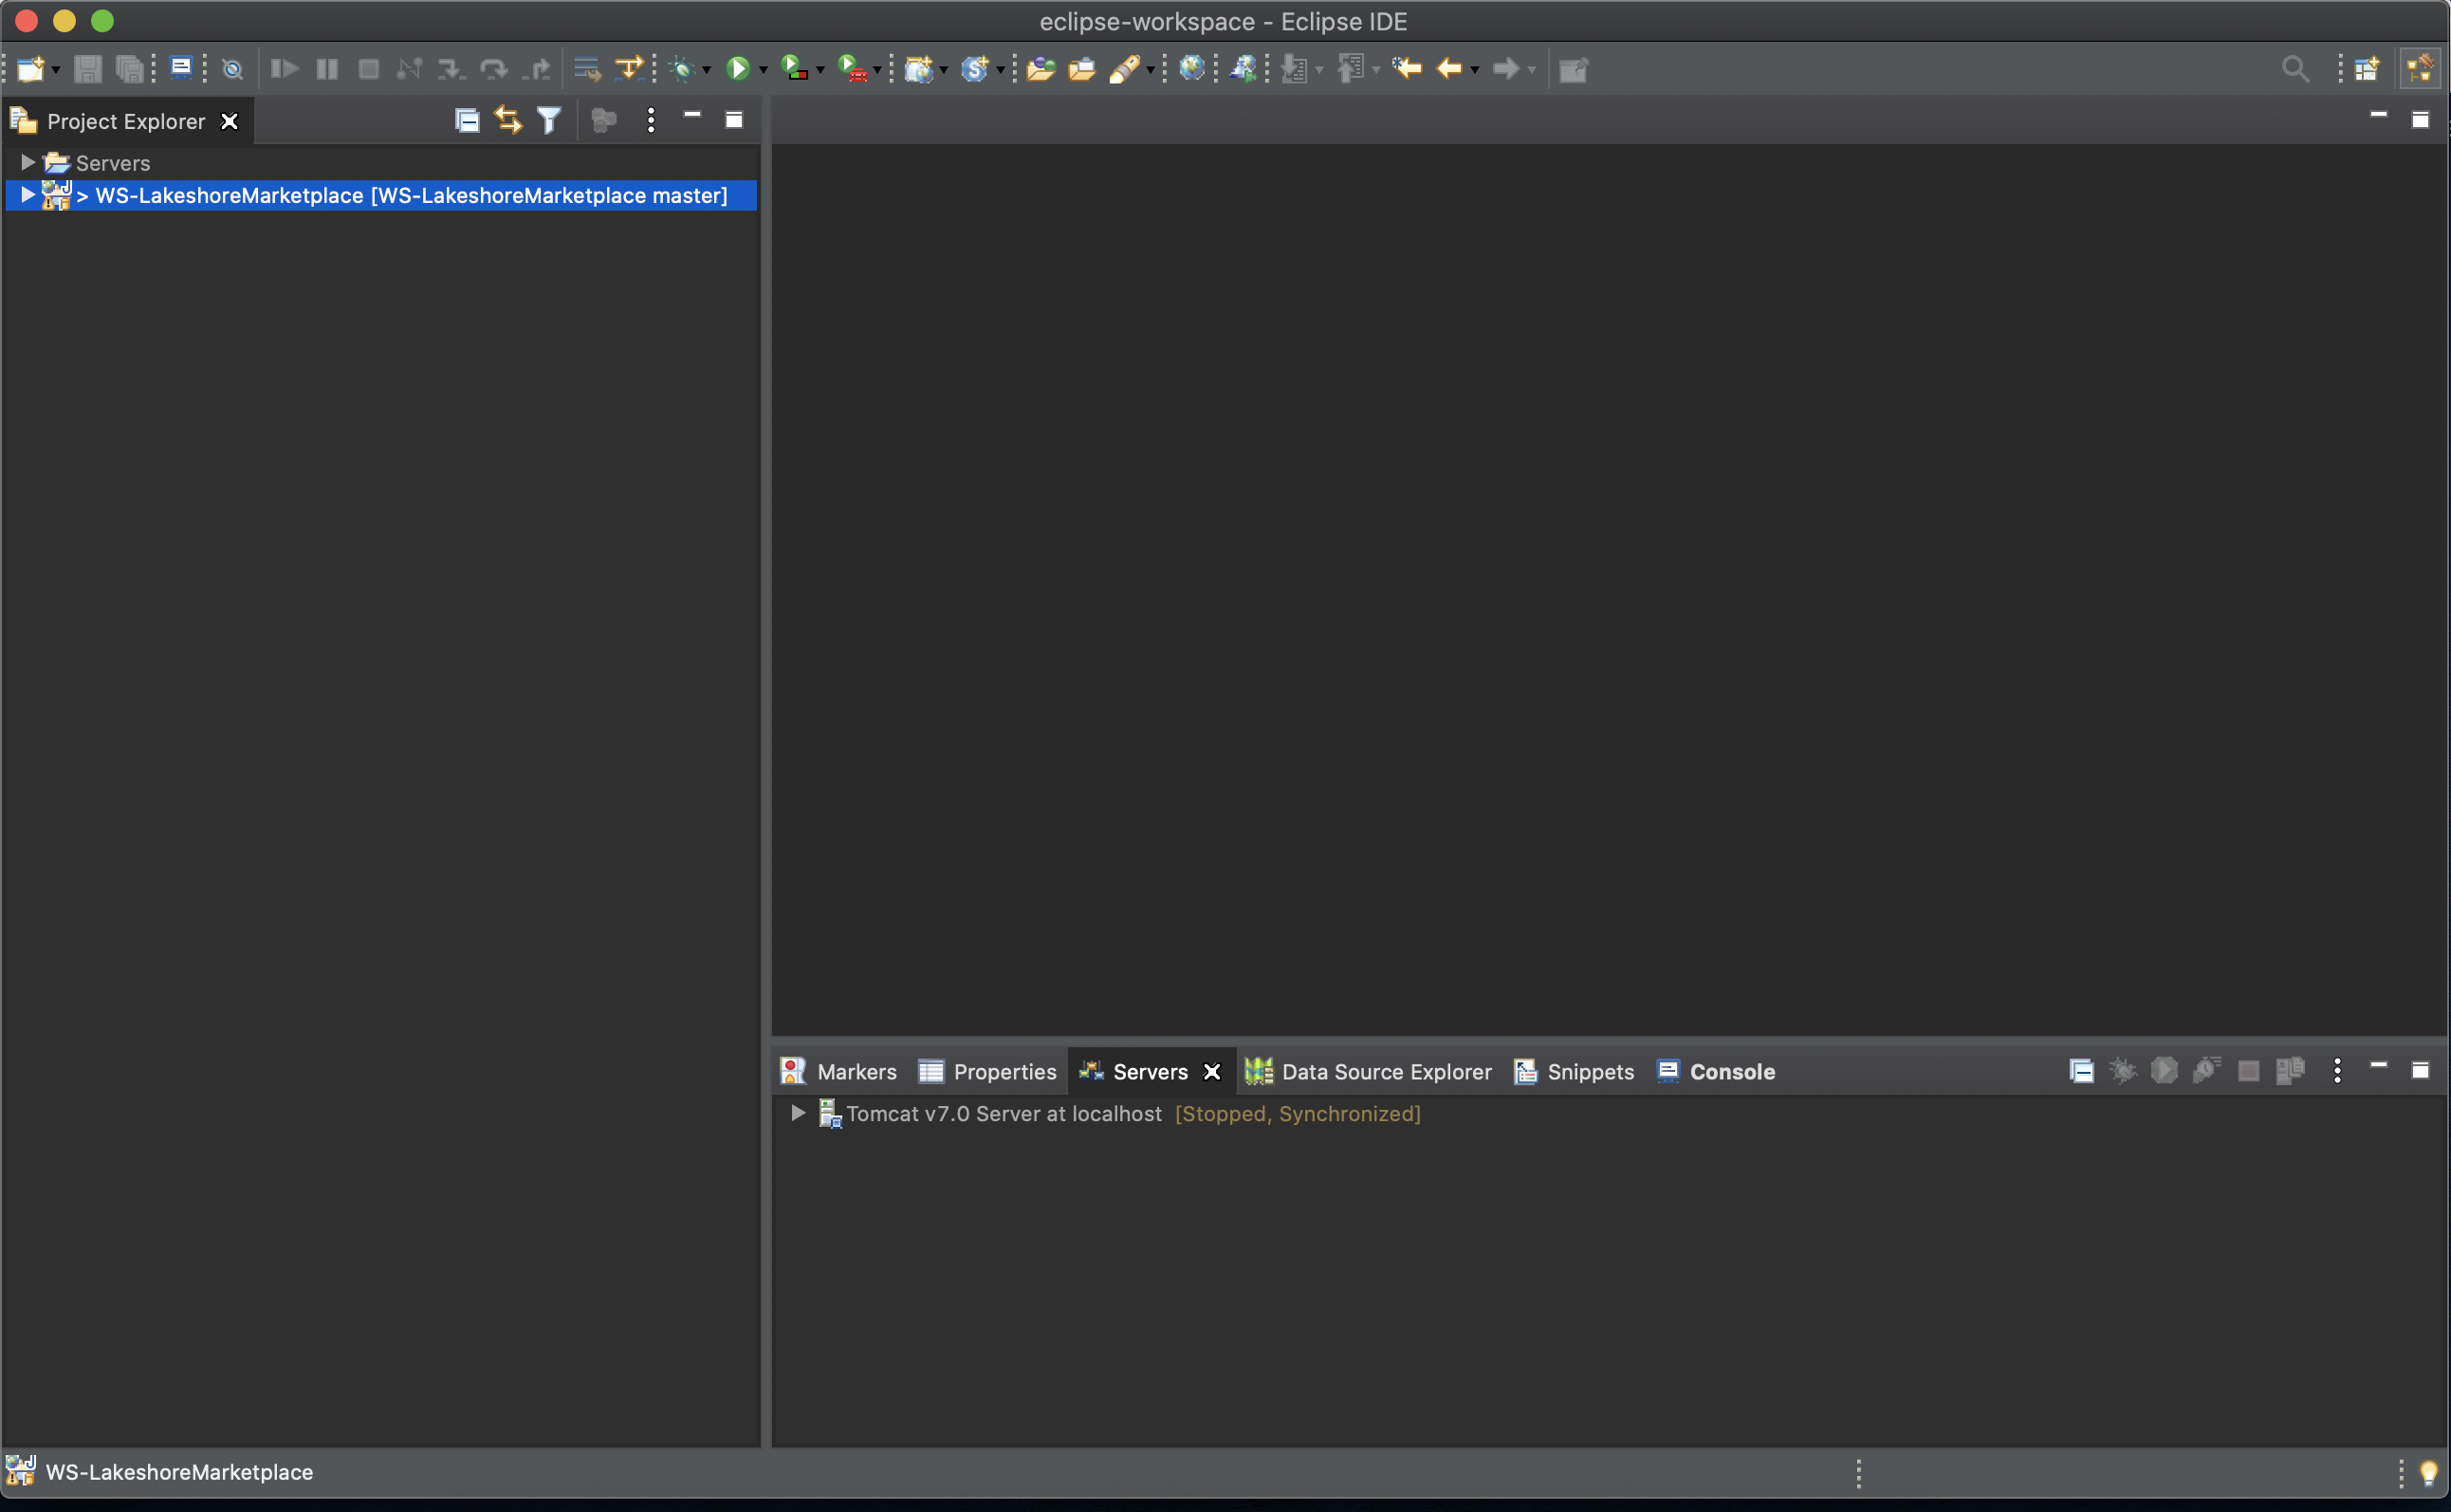 eclipse-workspace - Eclipse IDE
Project Explorer
Servers
> WS-LakeshoreMarketplace [WS-LakeshoreMarketplace master]
Markers Properties Servers Data Source Explorer Snippets Console
Tomcat v7.0 Server at localhost [Stopped, Synchronized]
WS-LakeshoreMarketplace